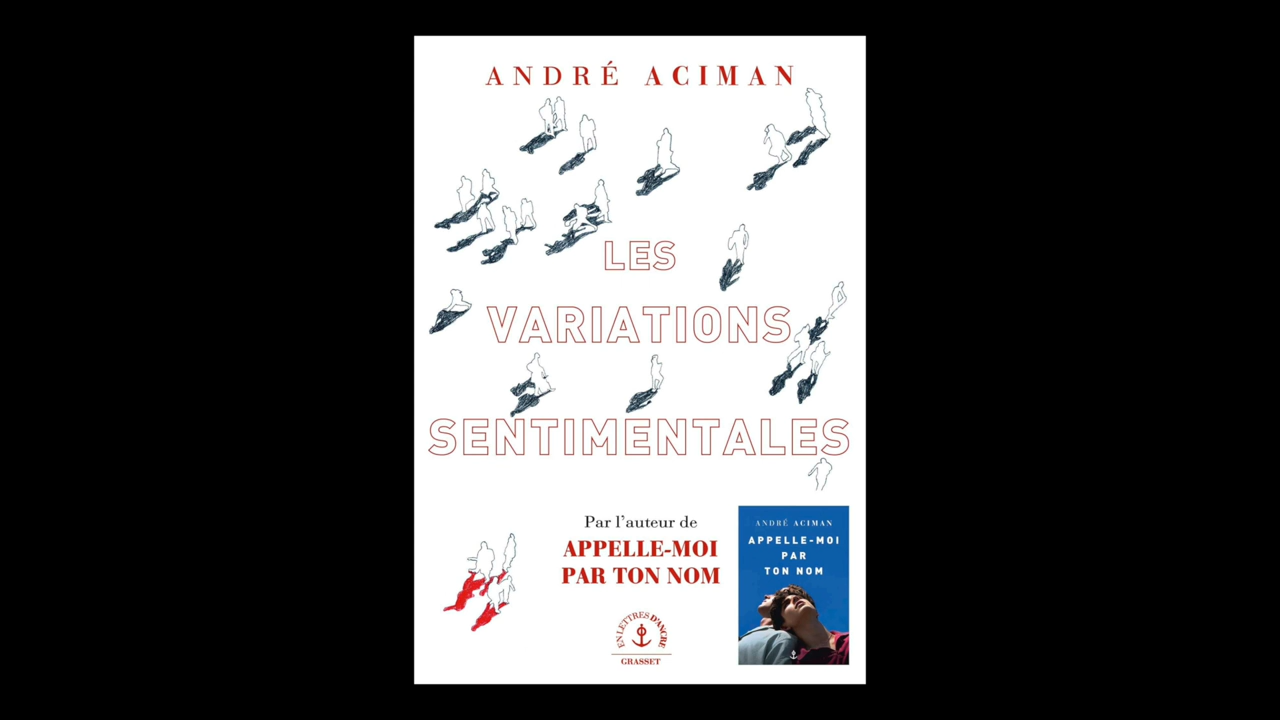 ANDRÉ ACIMAN
LES
VARIATIONS
SENTIMENTALES
Par l'auteur de
APPELLE-MOI
PAR TON NOM
EN LETTRES D'ANCRE
GRASSET
ANDRÉ ACIMAN
APPELLE-MOI
PAR
TON NOM